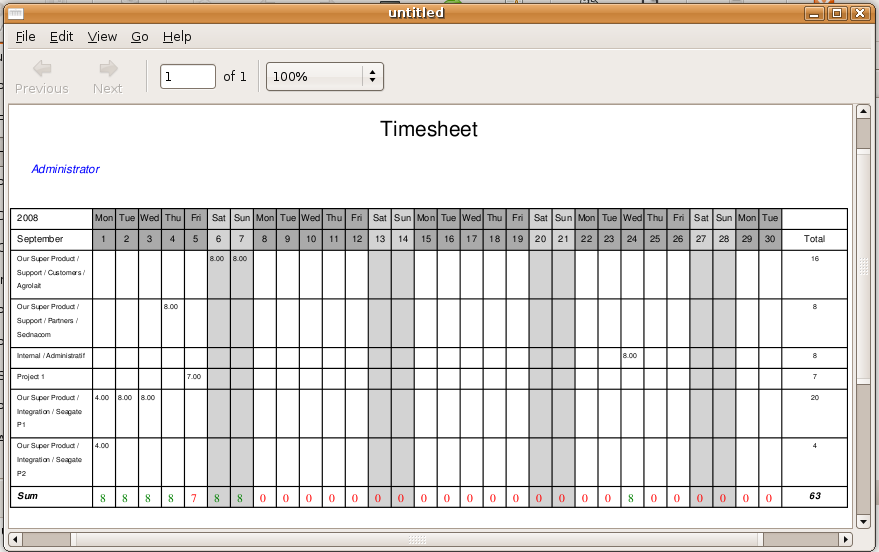 untitled
File Edit View Go Help
Previous Next 1 of 1 100%
Timesheet
Administrator
2008 Mon Tue Wed Thu Fri Sat Sun Mon Tue Wed Thu Fri Sat Sun Mon Tue Wed Thu Fri Sat Sun Mon Tue Wed Thu Fri Sat Sun Mon Tue
September 1 2 3 4 5 6 7 8 9 10 11 12 13 14 15 16 17 18 19 20 21 22 23 24 25 26 27 28 29 30 Total
Our Super Product / 8.00 8.00 16
Support / Customers /
Agrolait
Our Super Product / 8.00 8
Support / Partners /
Sednacom
Internal / Administratif 8.00 8
Project 1 7.00 7
Our Super Product / 4.00 8.00 8.00 20
Integration / Seagate
P1
Our Super Product / 4.00 4
Integration / Seagate
P2
Sum 8 8 8 8 7 8 8 0 0 0 0 0 0 0 0 0 0 0 0 0 0 0 0 8 0 0 0 0 0 0 63